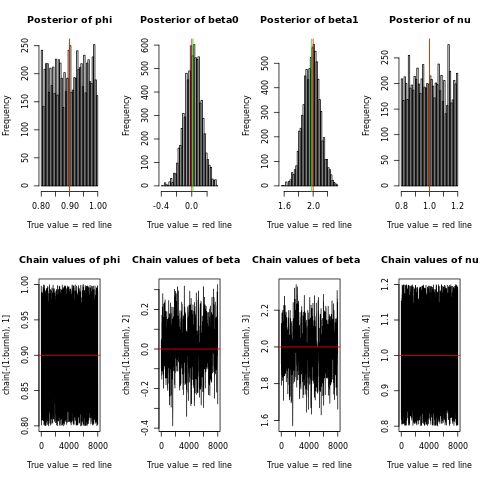 Posterior of phi
Posterior of beta0
Posterior of beta1
Posterior of nu
Frequency
0 50 100 150 200 250
0.80 0.90 1.00
True value = red line
Frequency
0 100 200 300 400 500 600
-0.4 0.0
True value = red line
Frequency
0 100 200 300 400 500
1.6 2.0
True value = red line
Frequency
0 50 100 150 200 250
0.8 1.0 1.2
True value = red line
Chain values of phi
Chain values of beta
Chain values of beta
Chain values of nu
chain[-(1:burnIn), 1]
0.80 0.85 0.90 0.95 1.00
0 4000 8000
True value = red line
chain[-(1:burnIn), 2]
-0.4 -0.2 0.0 0.2
0 4000 8000
True value = red line
chain[-(1:burnIn), 3]
1.6 1.8 2.0 2.2
0 4000 8000
True value = red line
chain[-(1:burnIn), 4]
0.8 0.9 1.0 1.1 1.2
0 4000 8000
True value = red line